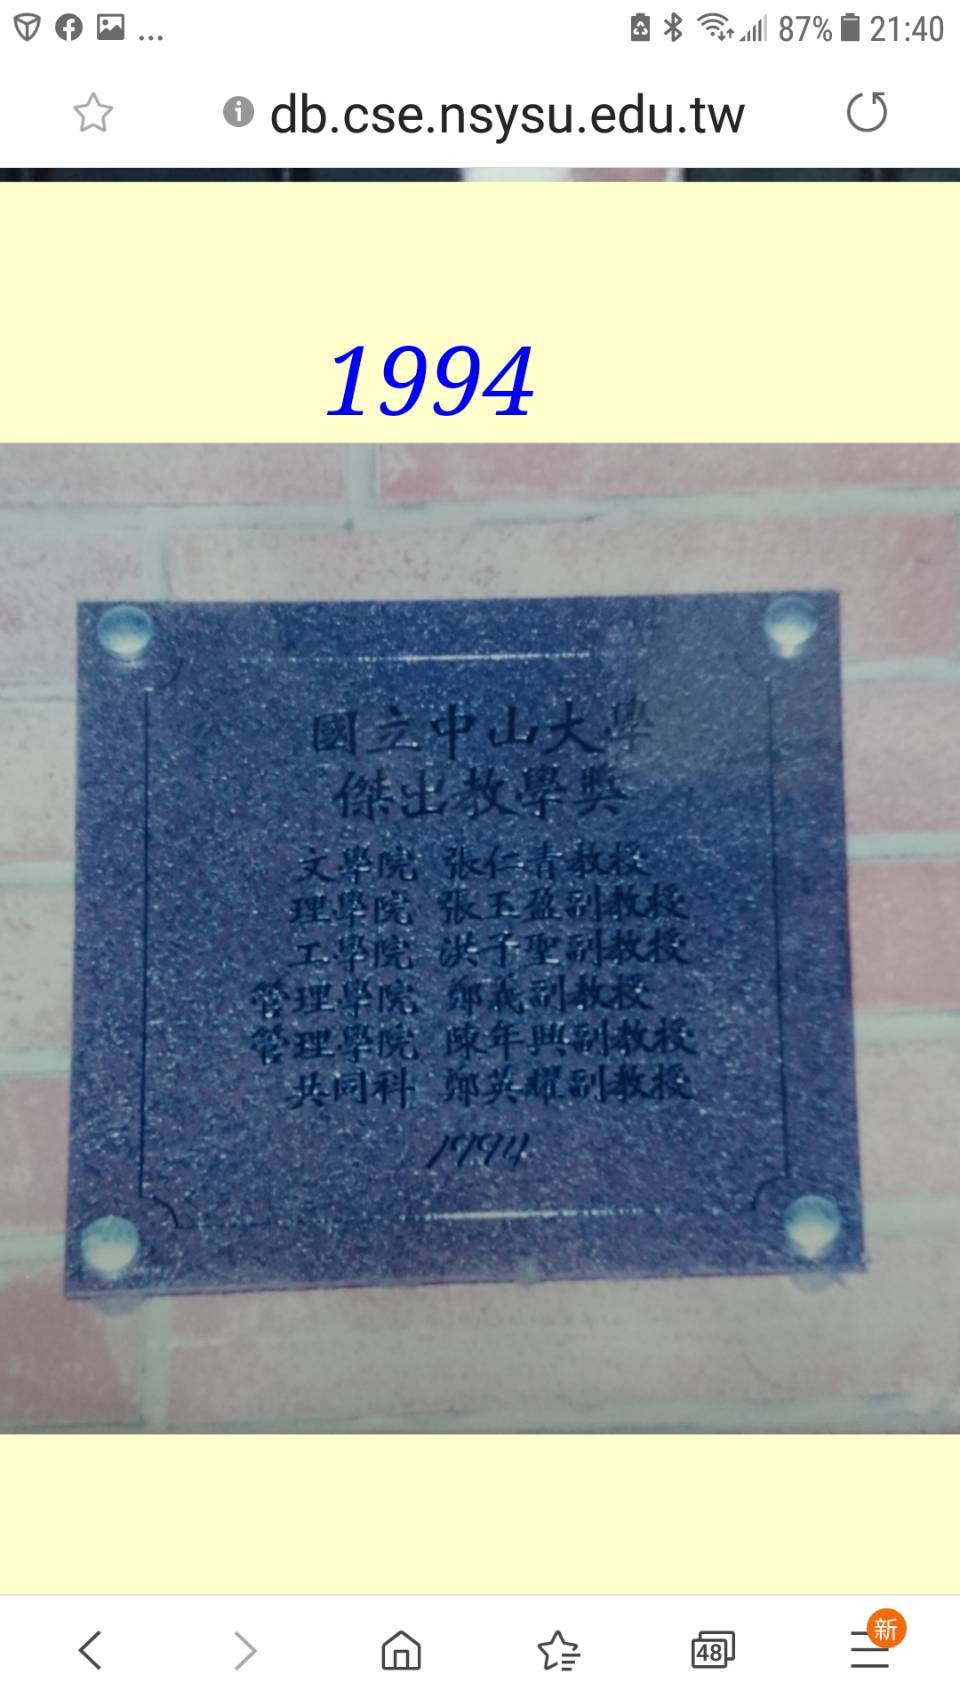 87% 21:40
db.cse.nsysu.edu.tw
1994
國立中山大學
傑出教學獎
文學院 張仁青教授
理學院 張玉盈副教授
工學院 洪子聖副教授
管理學院 鄭義副教授
管理學院 陳年興副教授
共同科 鄭英耀副教授
1994
48
新